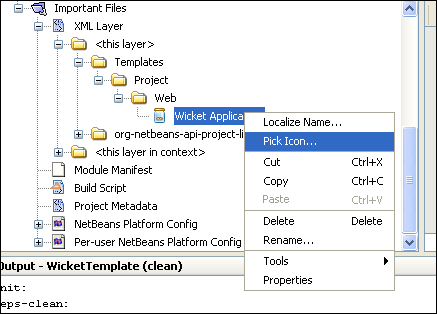 Important Files
XML Layer
<this layer>
Templates
Project
Web
Wicket Applica
Localize Name...
org-netbeans-api-project-li
Pick Icon...
<this layer in context>
Cut Ctrl+X
Module Manifest
Copy Ctrl+C
Build Script
Paste Ctrl+V
Project Metadata
NetBeans Platform Config
Delete Delete
Per-user NetBeans Platform Config
Rename...
Tools
Output - WicketTemplate (clean)
Properties
nit:
eps-clean: